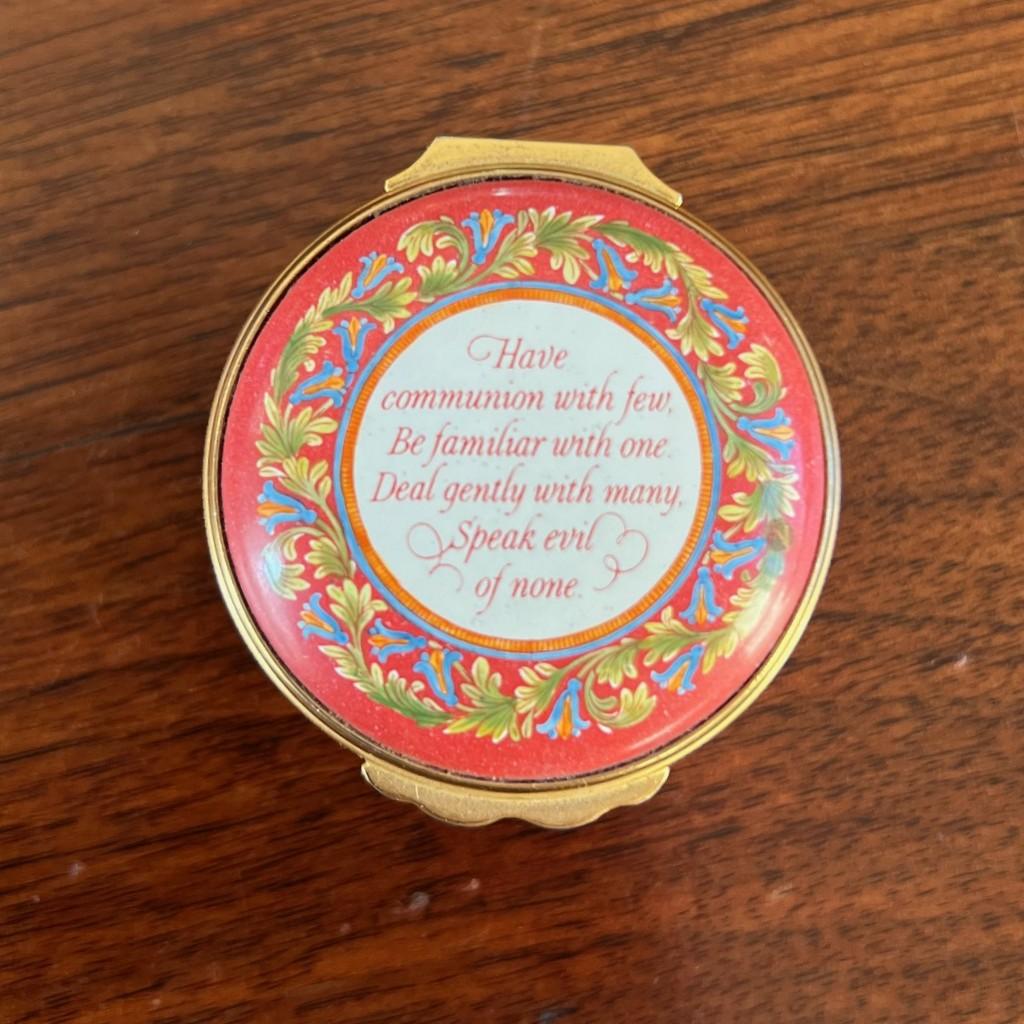 Have
communion with few,
Be familiar with one.
Deal gently with many,
Speak evil
of none.